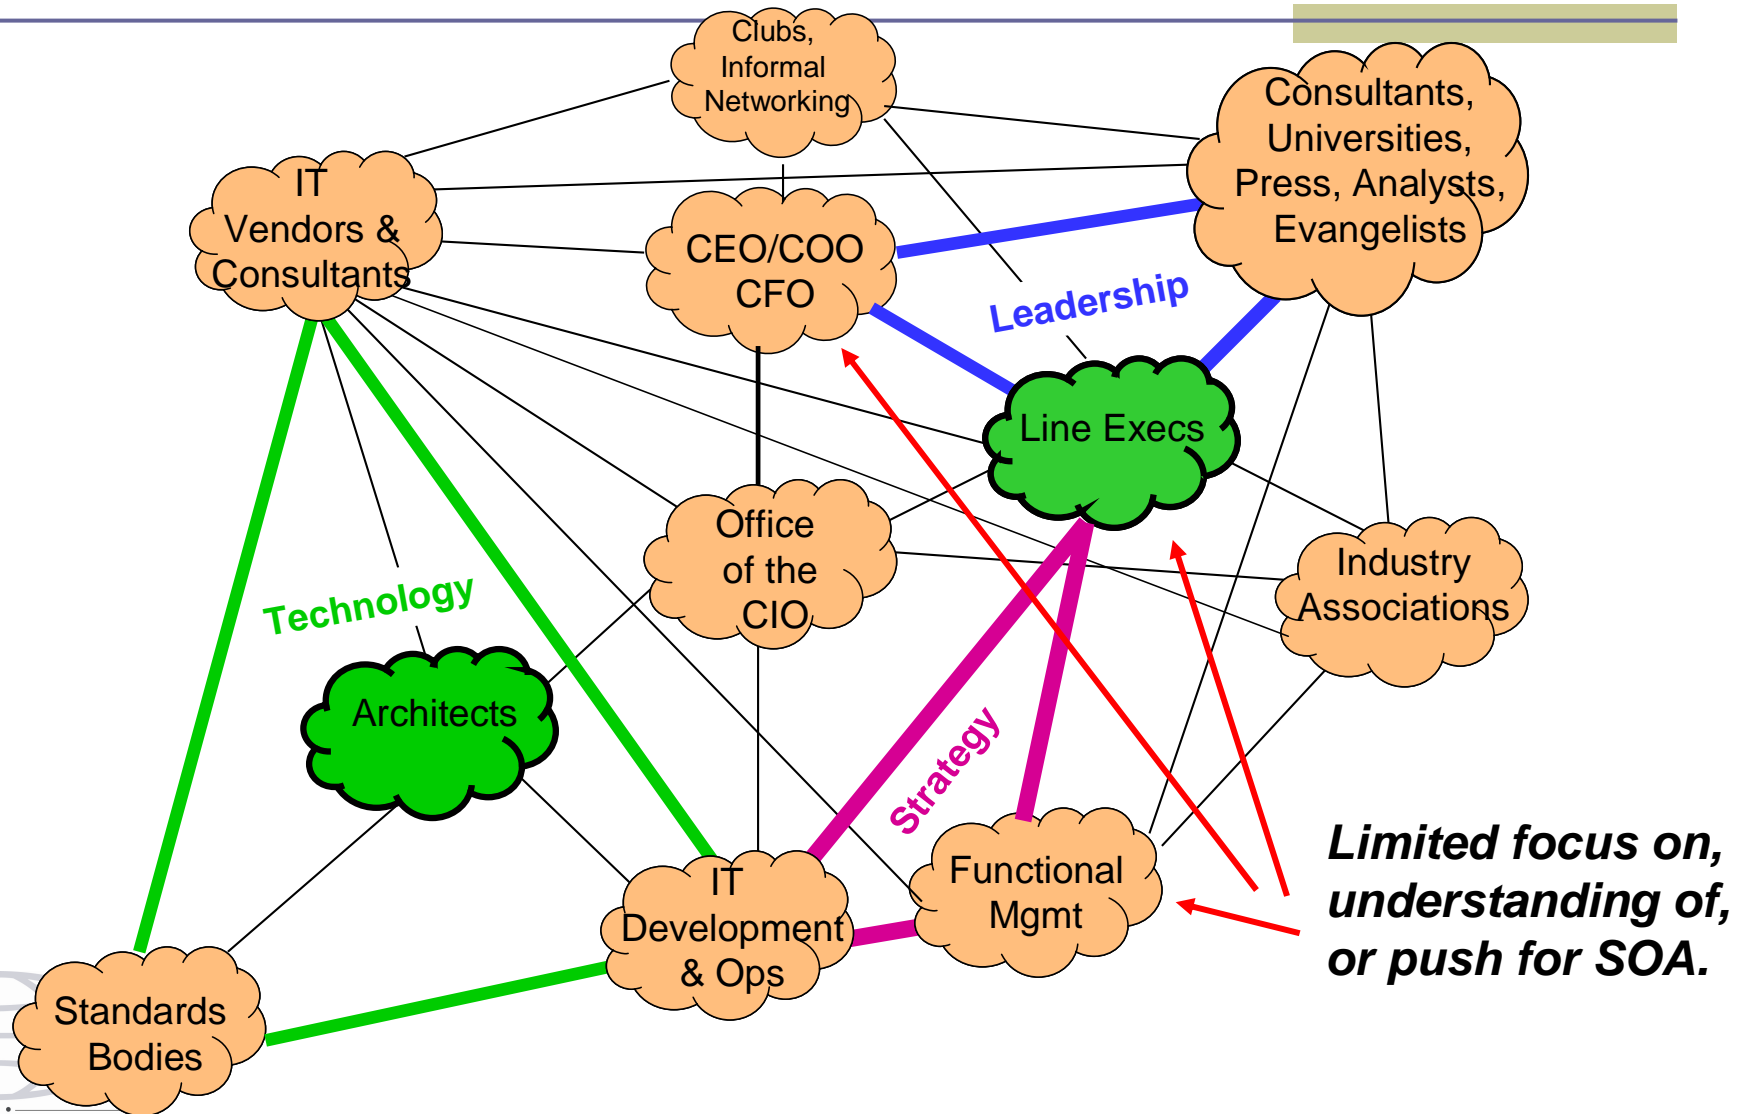 Clubs,
Informal
Networking
Consultants,
Universities,
Press, Analysts,
Evangelists
IT
Vendors &
Consultants
CEO/COO
CFO
Leadership
Line Execs
Office
of the
CIO
Industry
Associations
Technology
Architects
Strategy
Functional
Mgmt
IT
Development
& Ops
Limited focus on,
understanding of,
or push for SOA.
Standards
Bodies